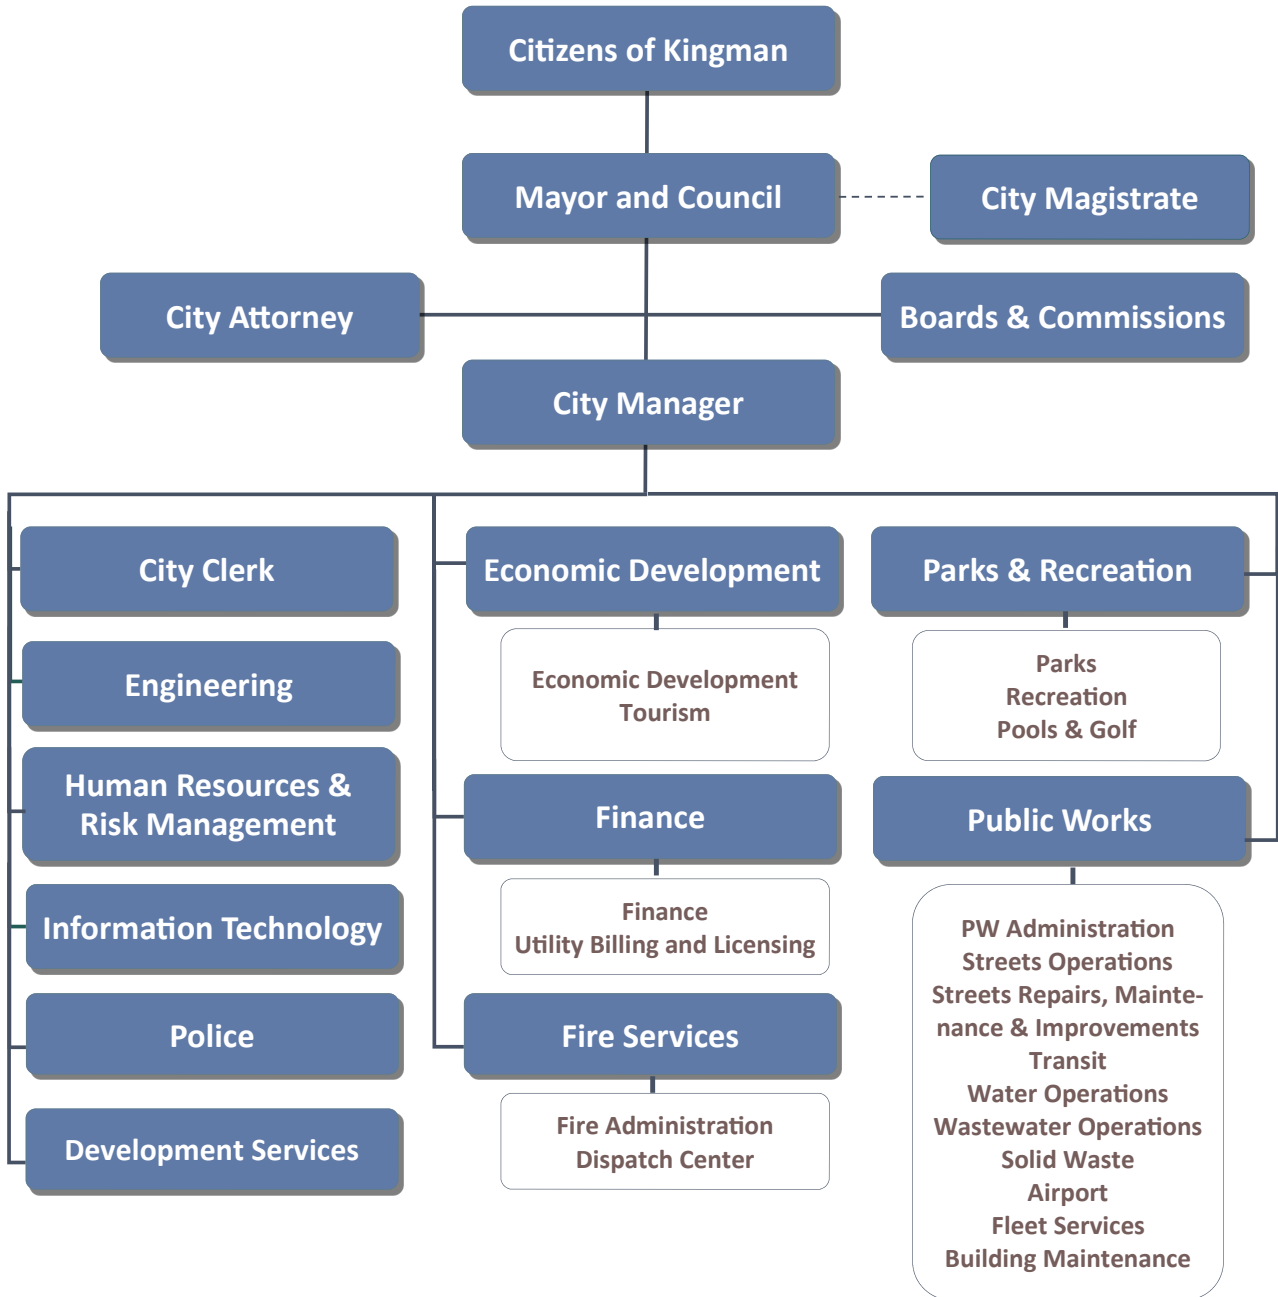 Citizens of Kingman
Mayor and Council
City Magistrate
City Attorney
Boards & Commissions
City Manager
City Clerk
Engineering
Human Resources &
Risk Management
Information Technology
Police
Development Services
Economic Development
Economic Development
Tourism
Finance
Finance
Utility Billing and Licensing
Fire Services
Fire Administration
Dispatch Center
Parks & Recreation
Parks
Recreation
Pools & Golf
Public Works
PW Administration
Streets Operations
Streets Repairs, Mainte-
nance & Improvements
Transit
Water Operations
Wastewater Operations
Solid Waste
Airport
Fleet Services
Building Maintenance